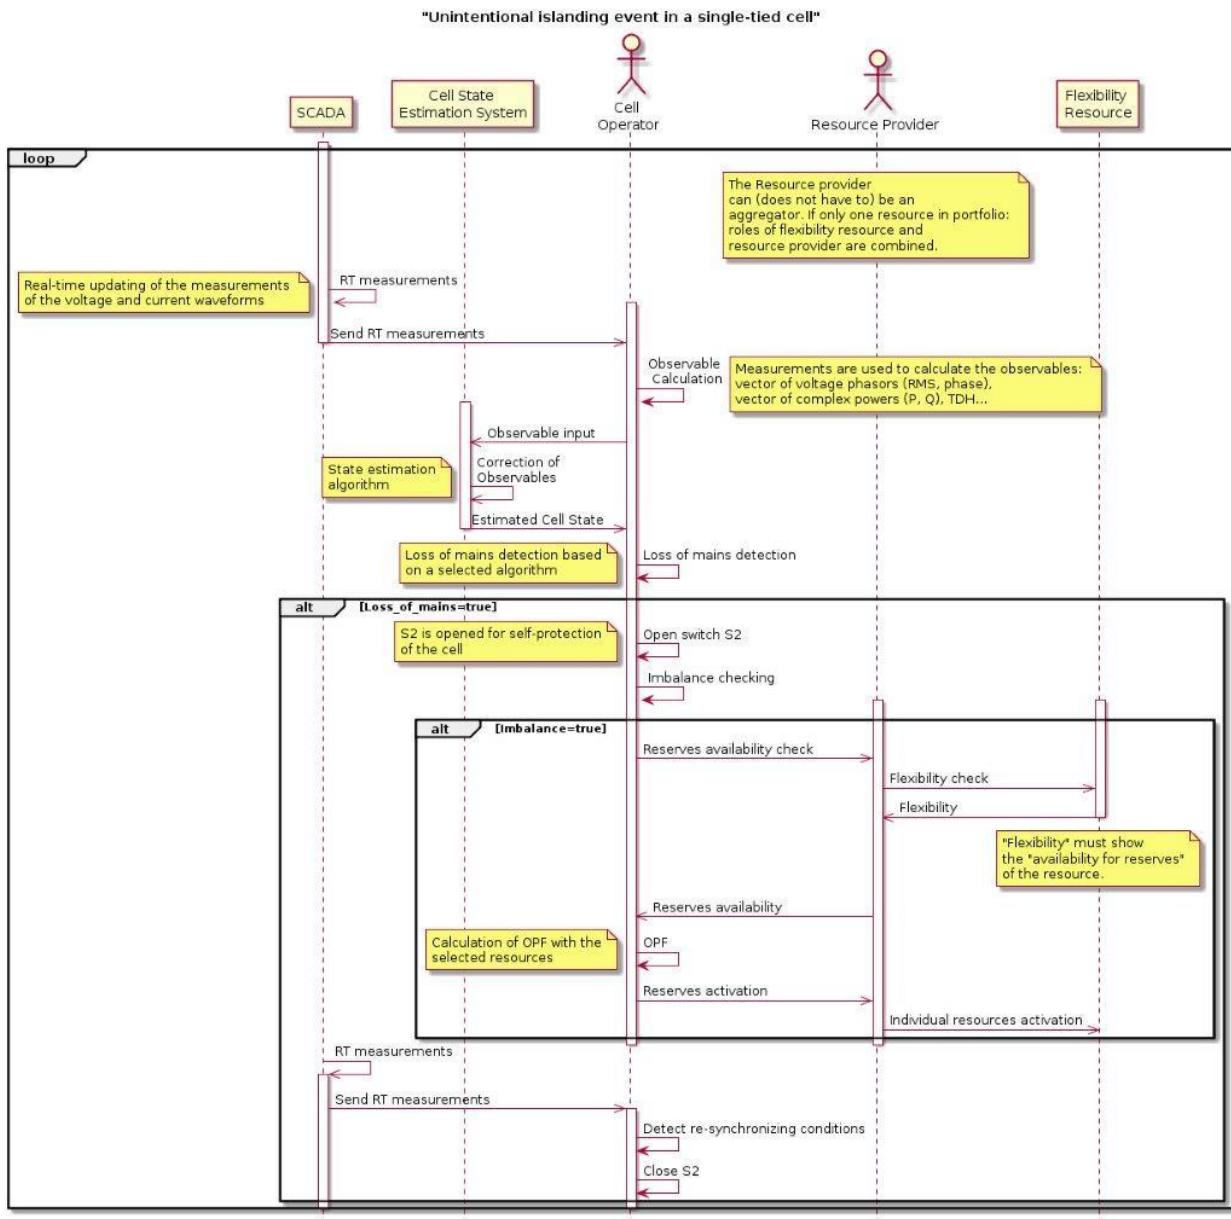 "Unintentional islanding event in a single-tied cell"
SCADA
Cell State
Estimation System
Cell
Operator
Resource Provider
Flexibility
Resource
loop
The Resource provider
can (does not have to) be an
aggregator. If only one resource in portfolio:
roles of flexibility resource and
resource provider are combined.
Real-time updating of the measurements
of the voltage and current waveforms
RT measurements
Send RT measurements
Observable
Calculation
Measurements are used to calculate the observables:
vector of voltage phasors (RMS, phase),
vector of complex powers (P, Q), TDH...
Observable input
State estimation
algorithm
Correction of
Observables
Estimated Cell State
Loss of mains detection based
on a selected algorithm
Loss of mains detection
alt [Loss_of_mains=true]
S2 is opened for self-protection
of the cell
Open switch S2
Imbalance checking
alt [Imbalance=true]
Reserves availability check
Flexibility check
Flexibility
"Flexibility" must show
the "availability for reserves"
of the resource.
Reserves availability
Calculation of OPF with the
selected resources
OPF
Reserves activation
Individual resources activation
RT measurements
Send RT measurements
Detect re-synchronizing conditions
Close S2